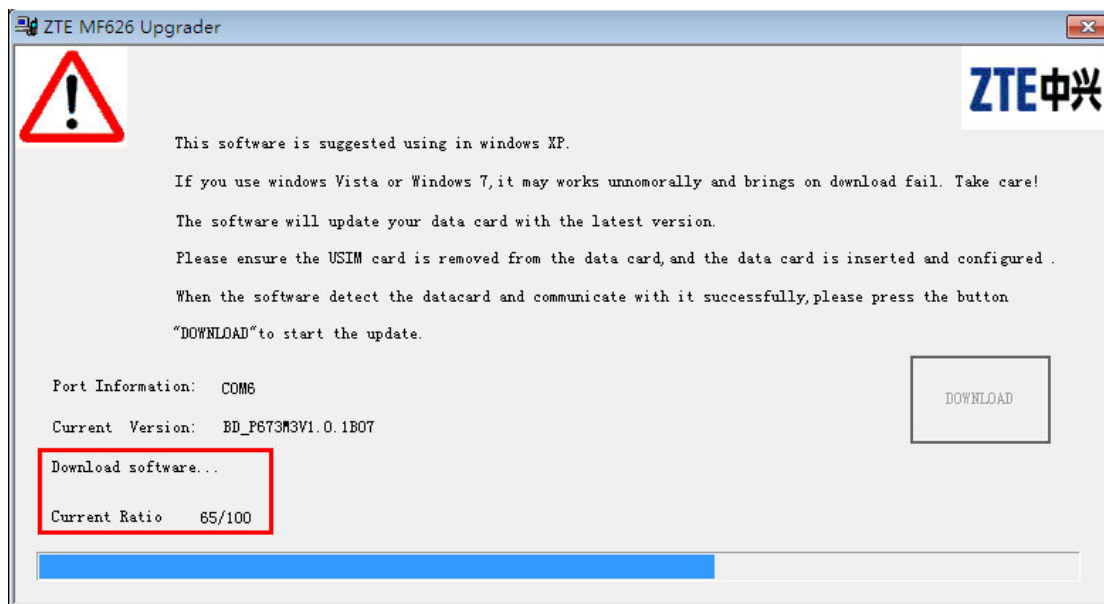 ZTE MF626 Upgrader
ZTE中兴
This software is suggested using in windows XP.
If you use windows Vista or Windows 7, it may works unnomorally and brings on download fail. Take care!
The software will update your data card with the latest version.
Please ensure the USIM card is removed from the data card, and the data card is inserted and configured .
When the software detect the datacard and communicate with it successfully, please press the button
"DOWNLOAD"to start the update.
Port Information: COM6
DOWNLOAD
Current Version: BD_P673M3V1.0.1B07
Download software...
Current Ratio 65/100